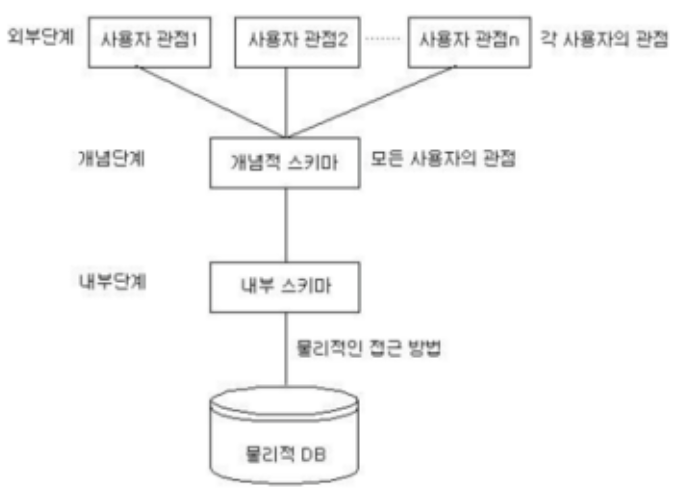 외부단계 사용자 관점1 사용자 관점2 ········ 사용자 관점n 각 사용자의 관점
개념단계 개념적 스키마 모든 사용자의 관점
내부단계 내부 스키마
물리적인 접근 방법
물리적 DB